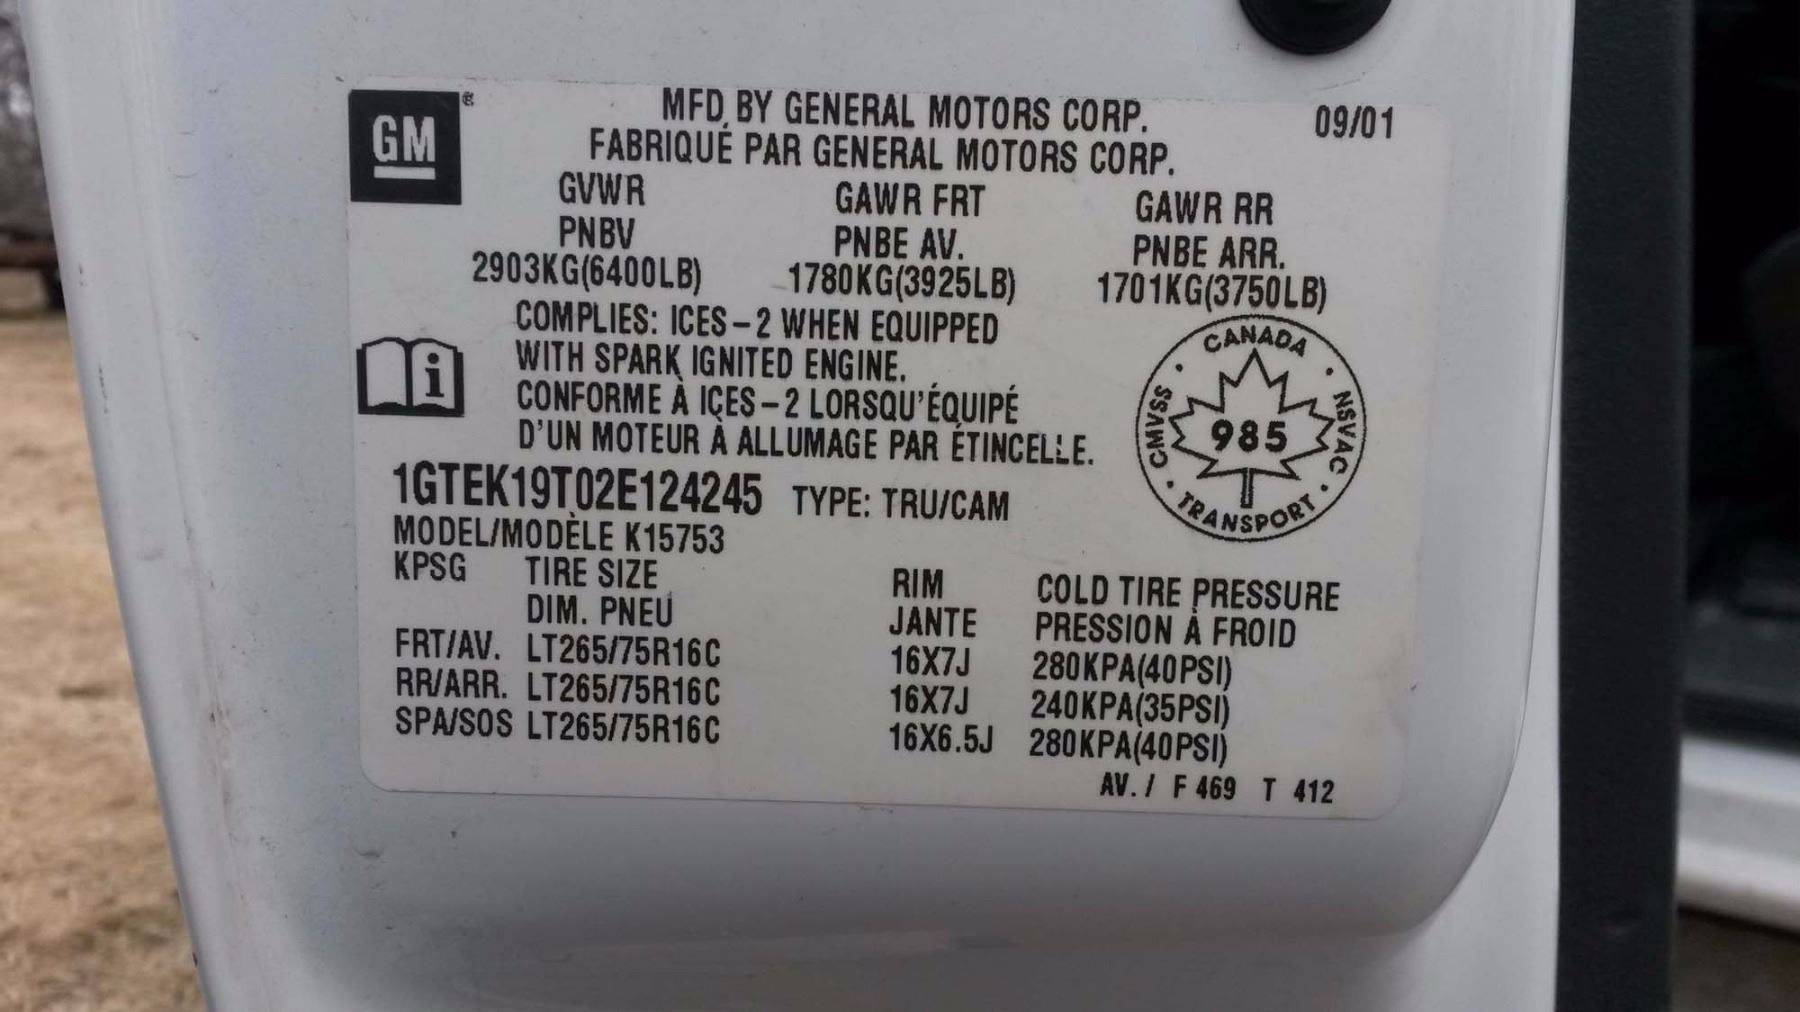 GM
MFD BY GENERAL MOTORS CORP. 09/01
FABRIQUÉ PAR GENERAL MOTORS CORP.
GVWR GAWR FRT GAWR RR
PNBV PNBE AV. PNBE ARR.
2903KG(6400LB) 1780KG(3925LB) 1701KG(3750LB)
COMPLIES: ICES-2 WHEN EQUIPPED
WITH SPARK IGNITED ENGINE.
CONFORME À ICES-2 LORSQU'ÉQUIPÉ
D'UN MOTEUR À ALLUMAGE PAR ÉTINCELLE.
CANADA
CMVSS 985 NSVAC
TRANSPORT
1GTEK19T02E124245 TYPE: TRU/CAM
MODEL/MODÈLE K15753
KPSG TIRE SIZE RIM COLD TIRE PRESSURE
DIM. PNEU JANTE PRESSION À FROID
FRT/AV. LT265/75R16C 16X7J 280KPA(40PSI)
RR/ARR. LT265/75R16C 16X7J 240KPA(35PSI)
SPA/SOS LT265/75R16C 16X6.5J 280KPA(40PSI)
AV. / F 469 T 412